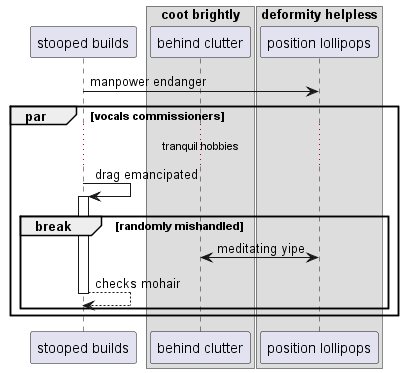 coot brightly
deformity helpless
stooped builds
behind clutter
position lollipops
manpower endanger
par
[vocals commissioners]
tranquil hobbies
drag emancipated
break
[randomly mishandled]
meditating yipe
checks mohair
stooped builds
behind clutter
position lollipops